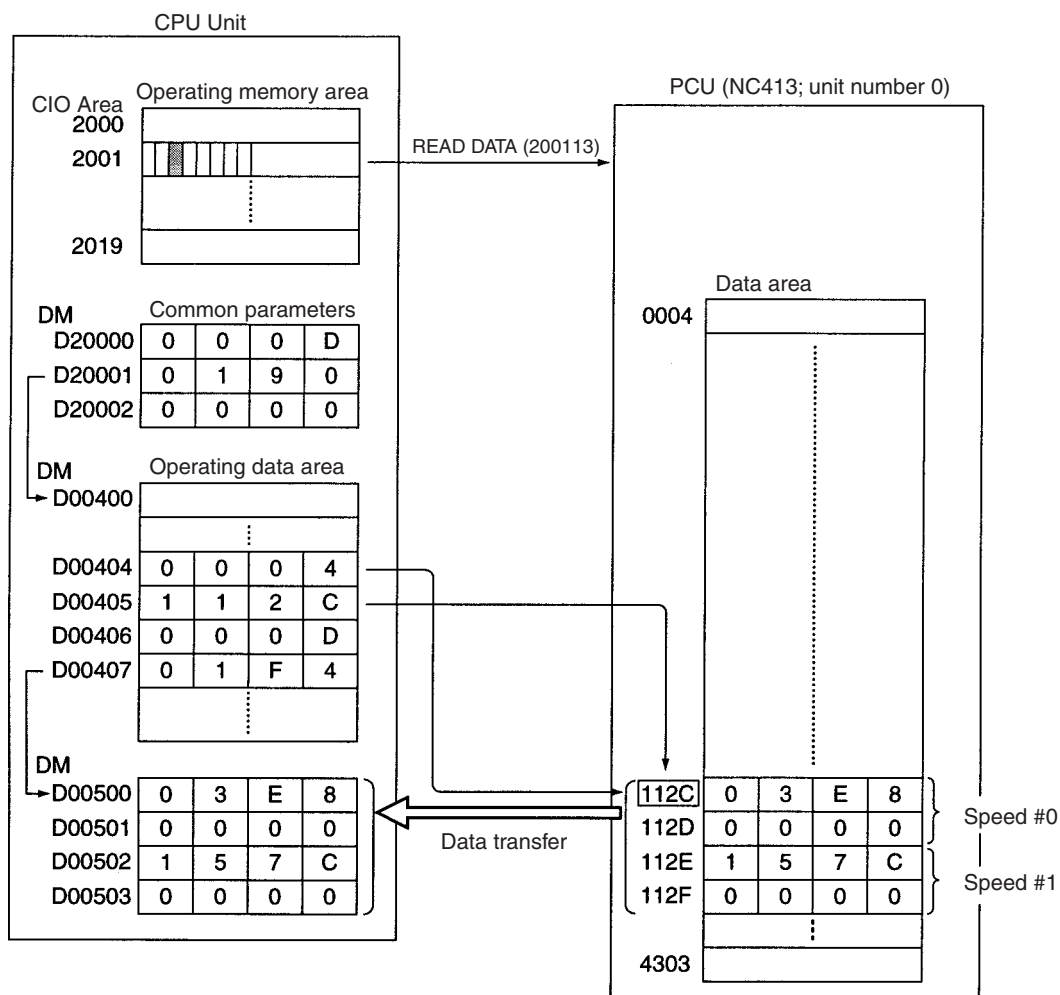 CPU Unit
CIO Area
Operating memory area
2000
2001
2019
READ DATA (200113)
DM
Common parameters
D20000 0 0 0 D
D20001 0 1 9 0
D20002 0 0 0 0
DM
Operating data area
D00400
D00404 0 0 0 4
D00405 1 1 2 C
D00406 0 0 0 D
D00407 0 1 F 4
DM
D00500 0 3 E 8
D00501 0 0 0 0
D00502 1 5 7 C
D00503 0 0 0 0
Data transfer
PCU (NC413; unit number 0)
Data area
0004
112C 0 3 E 8
112D 0 0 0 0
Speed #0
112E 1 5 7 C
112F 0 0 0 0
Speed #1
4303